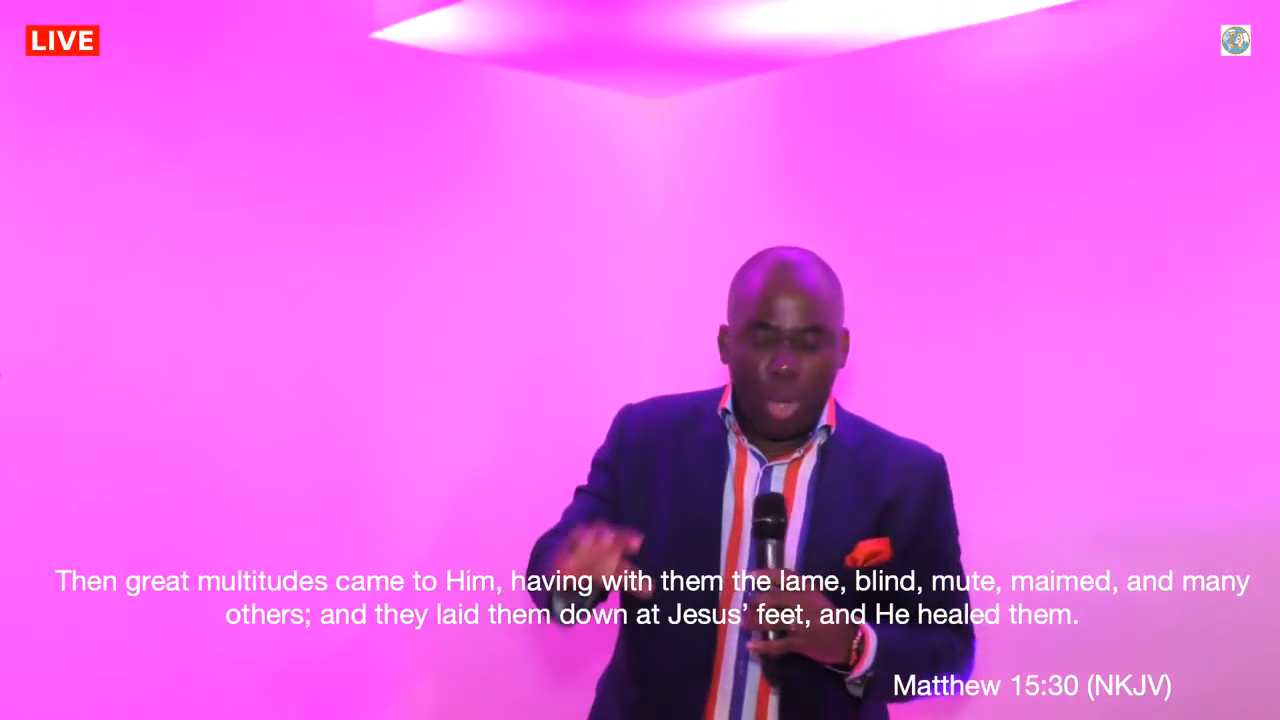 LIVE
Then great multitudes came to Him, having with them the lame, blind, mute, maimed, and many
others; and they laid them down at Jesus’ feet, and He healed them.
Matthew 15:30 (NKJV)